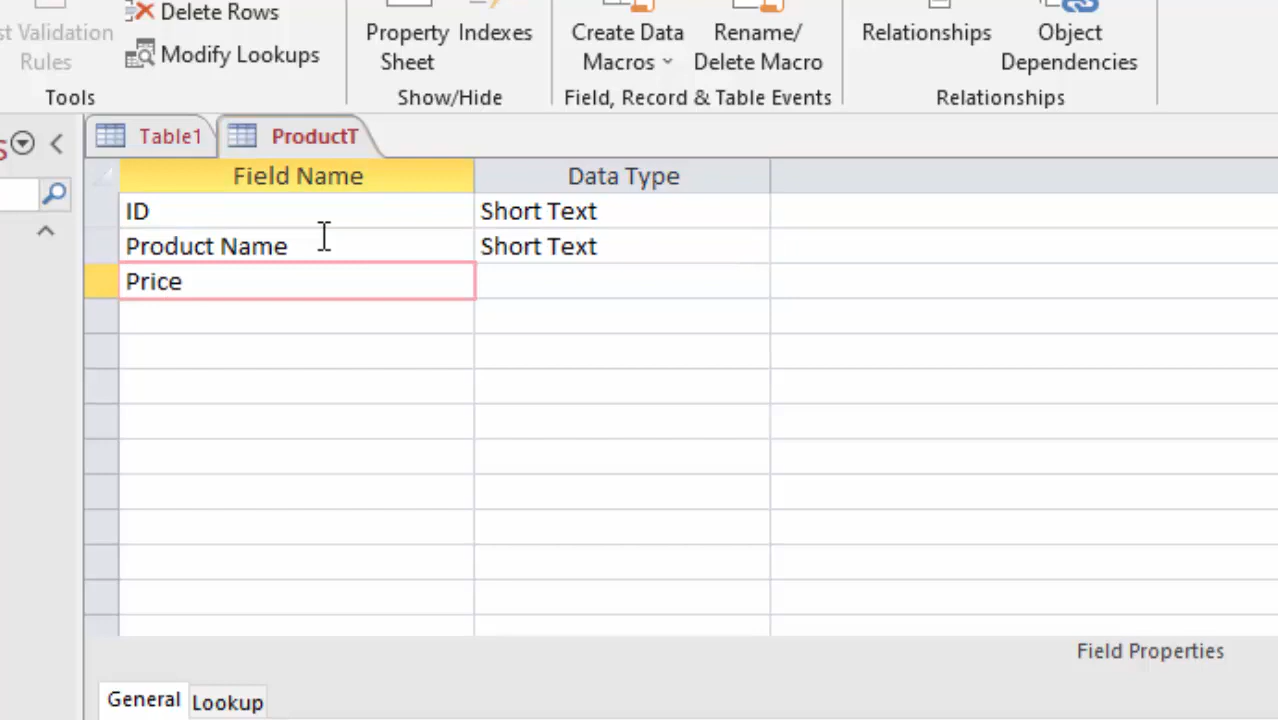 Delete Rows
st Validation
Rules
Modify Lookups
Property
Sheet
Indexes
Create Data
Macros
Rename/
Delete Macro
Relationships
Object
Dependencies
Tools
Show/Hide
Field, Record & Table Events
Relationships
Table1
ProductT
Field Name
Data Type
ID
Short Text
Product Name
Short Text
Price
Field Properties
General
Lookup